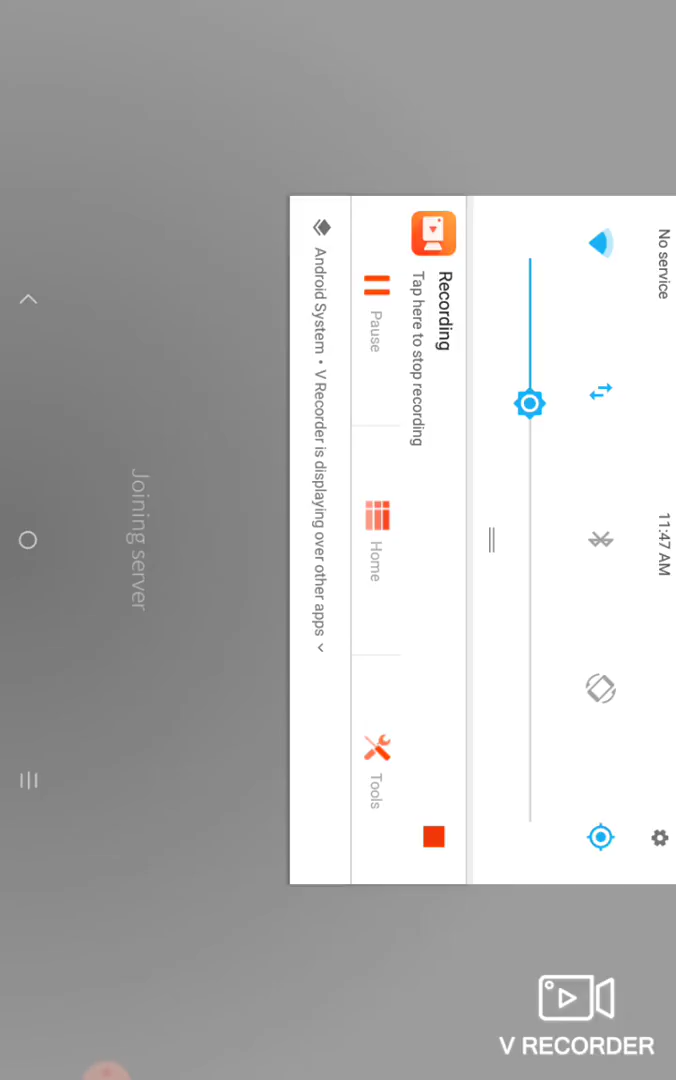 No service
11:47 AM
Recording
Tap here to stop recording
Pause
Home
Tools
Android System • V Recorder is displaying over other apps
Joining server
V RECORDER